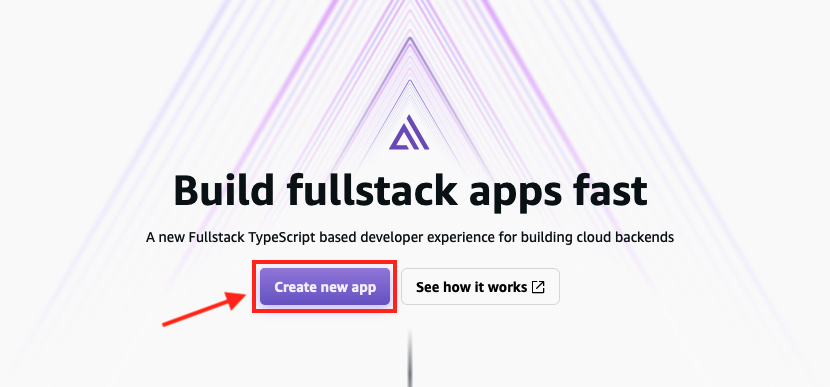 Build fullstack apps fast
A new Fullstack TypeScript based developer experience for building cloud backends
Create new app
See how it works